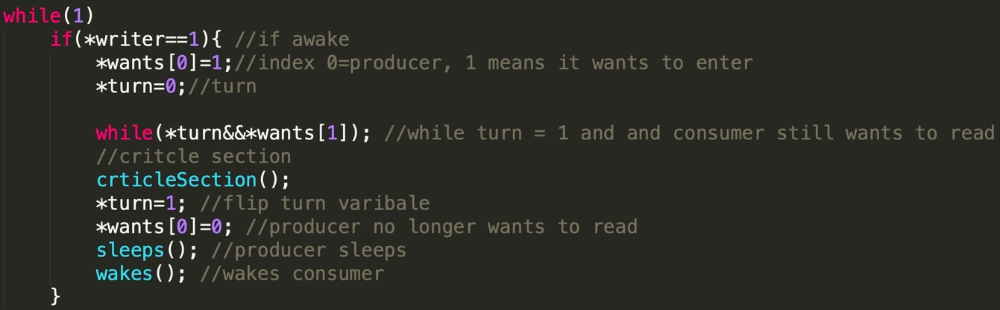 while(1)
if(*writer==1){ //if awake
*wants[0]=1;//index 0=producer, 1 means it wants to enter
*turn=0;//turn
while(*turn&&*wants[1]); //while turn = 1 and and consumer still wants to read
//critcle section
crticleSection();
*turn=1; //flip turn varibale
*wants[0]=0; //producer no longer wants to read
sleeps(); //producer sleeps
wakes(); //wakes consumer
}